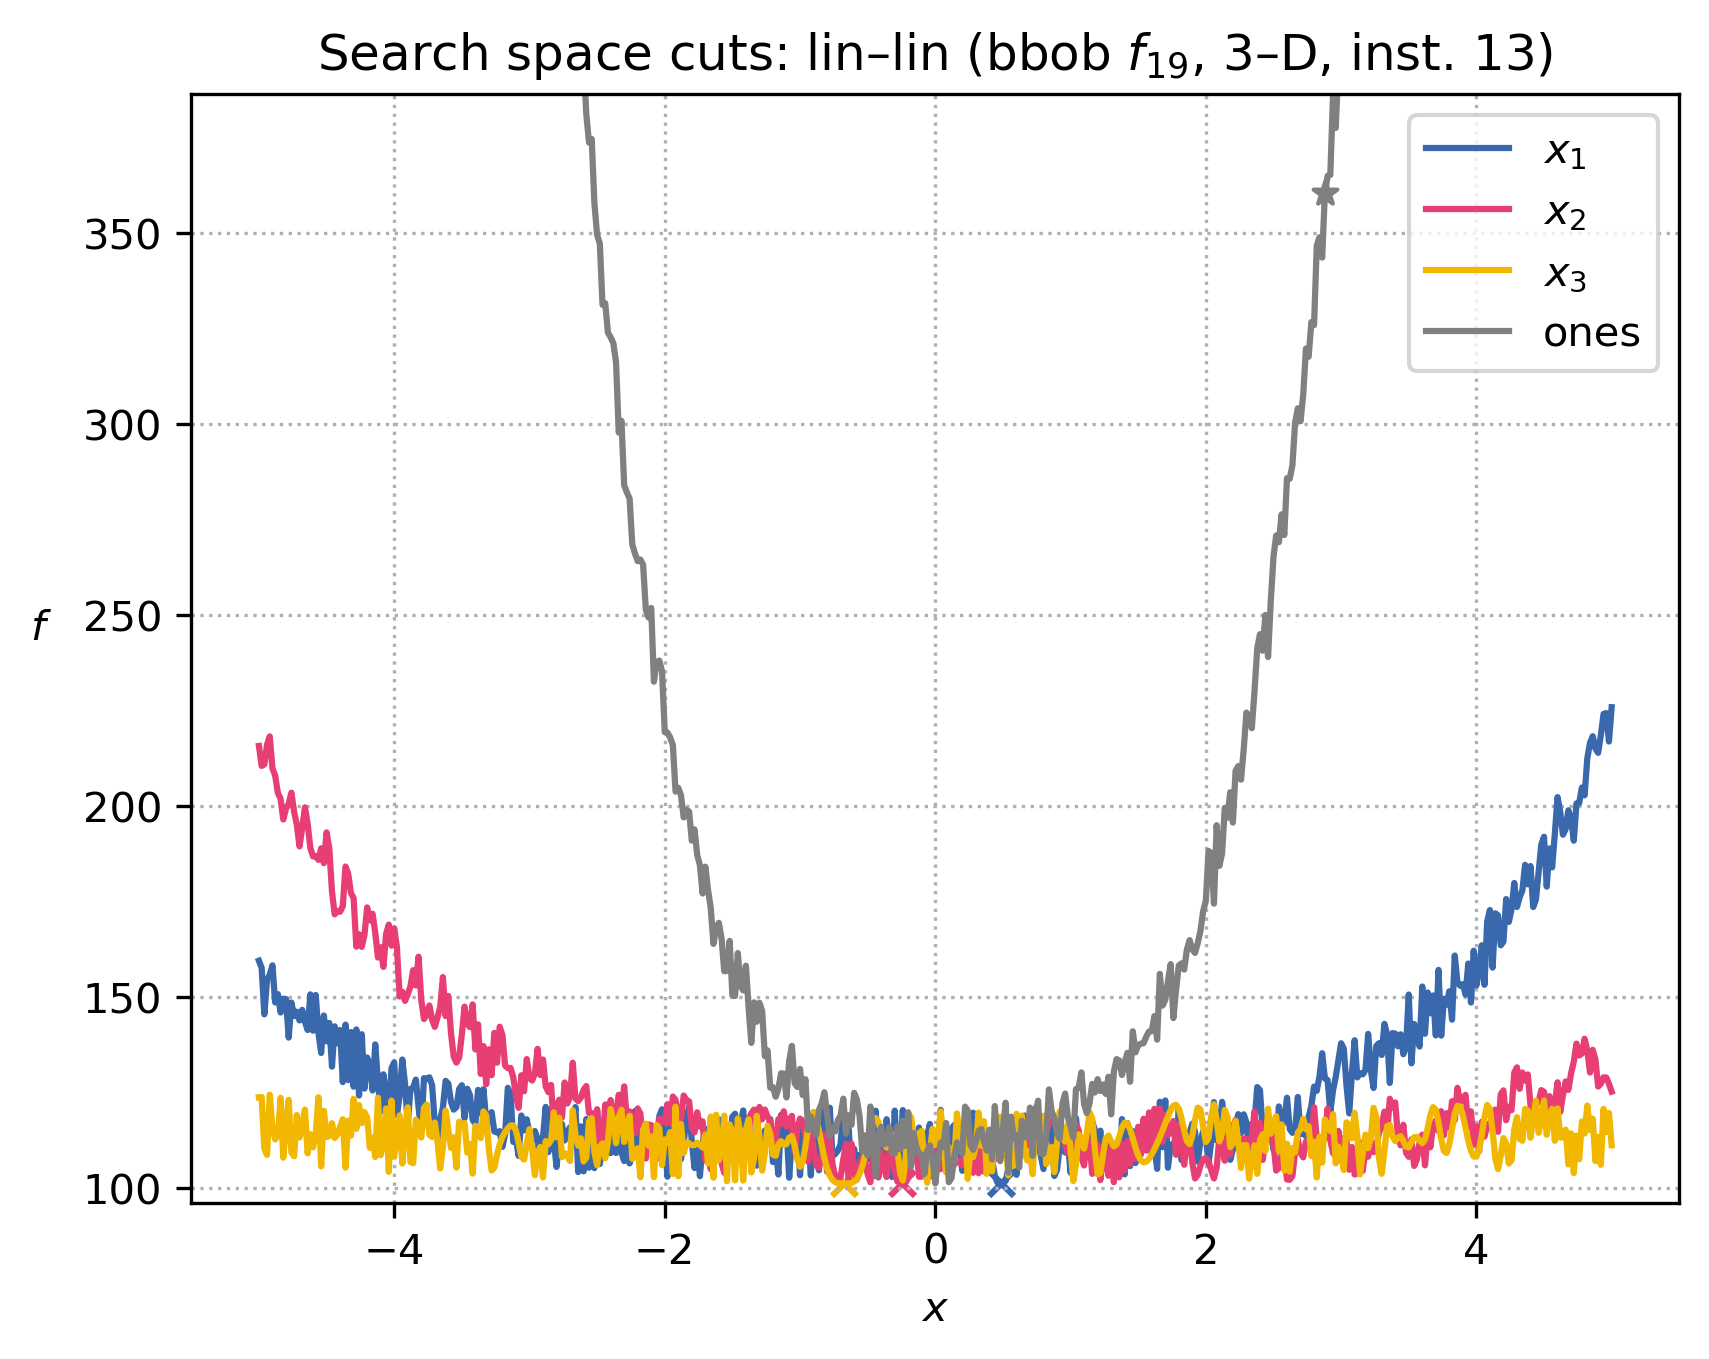 Search space cuts: lin–lin (bbob f₁₉, 3–D, inst. 13)
x₁
x₂
x₃
ones
350
300
250
200
150
100
f
−4
−2
0
2
4
x